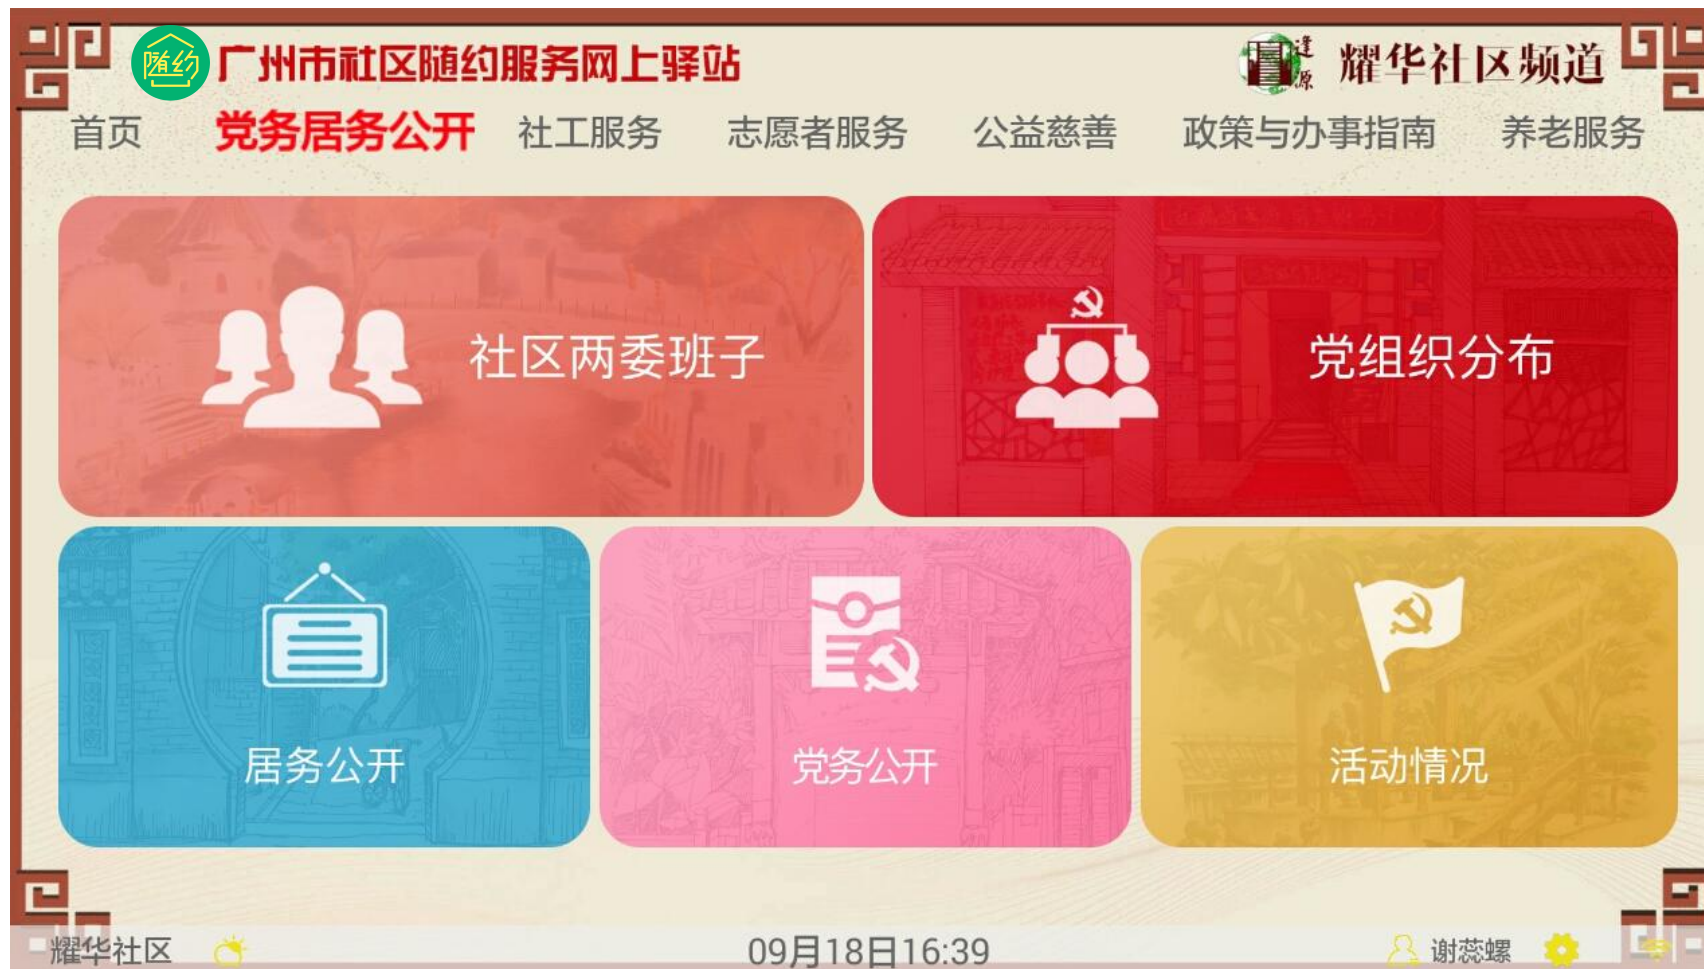 随约 广州市社区随约服务网上驿站 逢源 耀华社区频道
首页 党务居务公开 社工服务 志愿者服务 公益慈善 政策与办事指南 养老服务
社区两委班子 党组织分布
居务公开 党务公开 活动情况
耀华社区 09月18日16:39 谢蕊螺